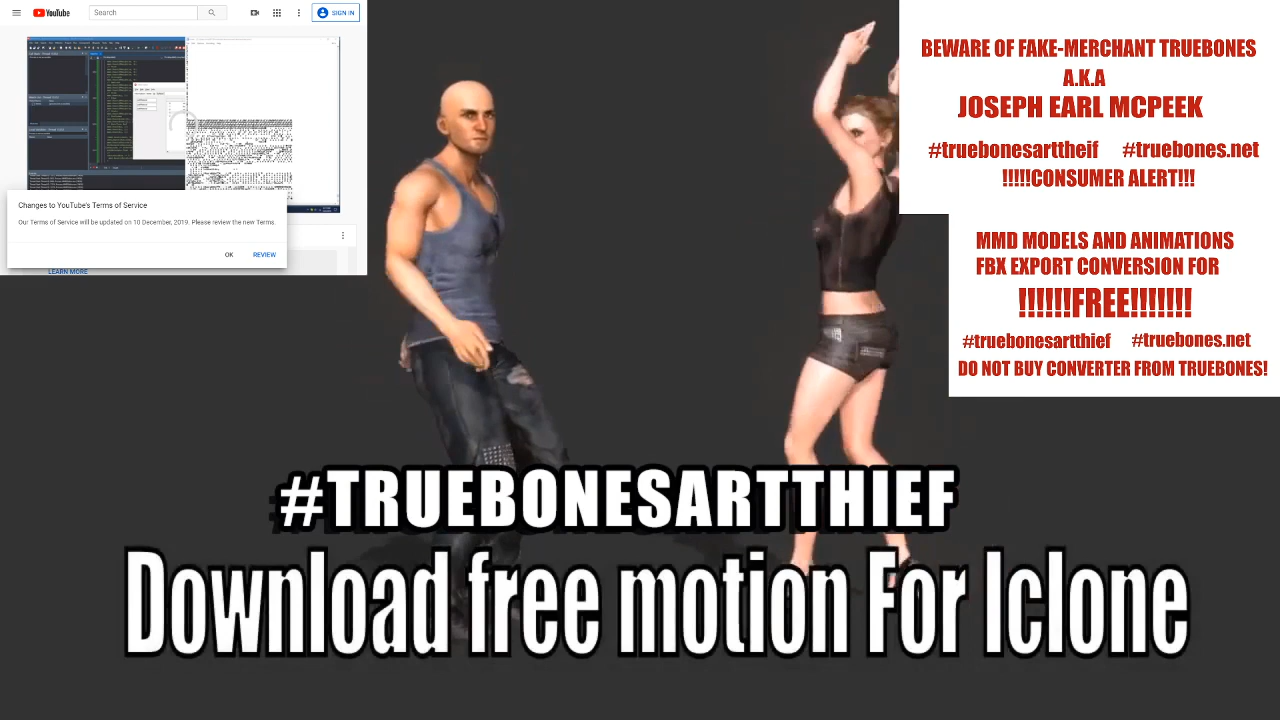 YouTube
Search
SIGN IN
Changes to YouTube's Terms of Service
Our Terms of Service will be updated on 10 December, 2019. Please review the new Terms.
OK
REVIEW
LEARN MORE
BEWARE OF FAKE-MERCHANT TRUEBONES
A.K.A
JOSEPH EARL MCPEEK
#truebonesarttheif #truebones.net
!!!!!CONSUMER ALERT!!!
MMD MODELS AND ANIMATIONS
FBX EXPORT CONVERSION FOR
!!!!!!FREE!!!!!!!
#truebonesartthief #truebones.net
DO NOT BUY CONVERTER FROM TRUEBONES!
#TRUEBONESARTTHIEF
Download free motion For Iclone